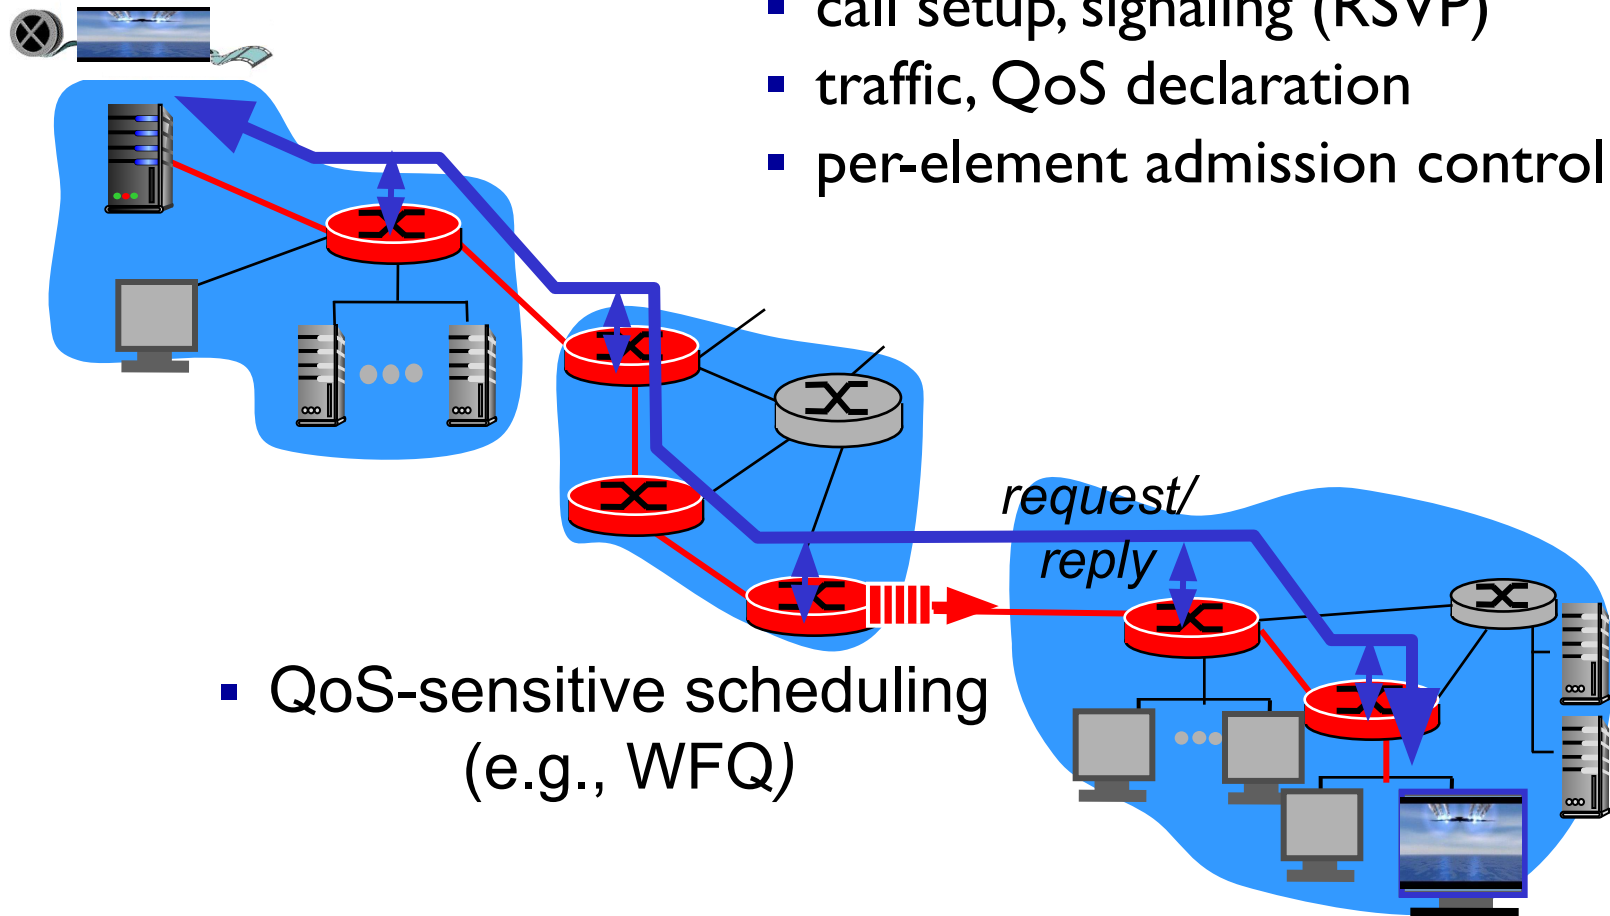 ▪ call setup, signaling (RSVP)
▪ traffic, QoS declaration
▪ per-element admission control
request/
reply
▪ QoS-sensitive scheduling
(e.g., WFQ)